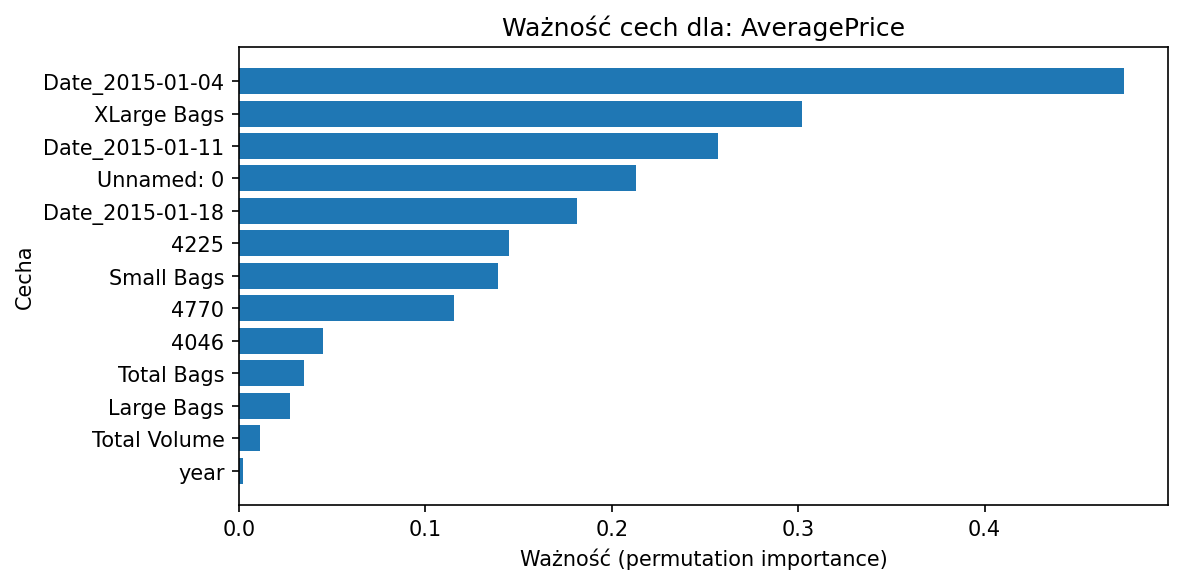 Ważność cech dla: AveragePrice
Date_2015-01-04
XLarge Bags
Date_2015-01-11
Unnamed: 0
Date_2015-01-18
4225
Small Bags
4770
4046
Total Bags
Large Bags
Total Volume
year
Cecha
0.0 0.1 0.2 0.3 0.4
Ważność (permutation importance)